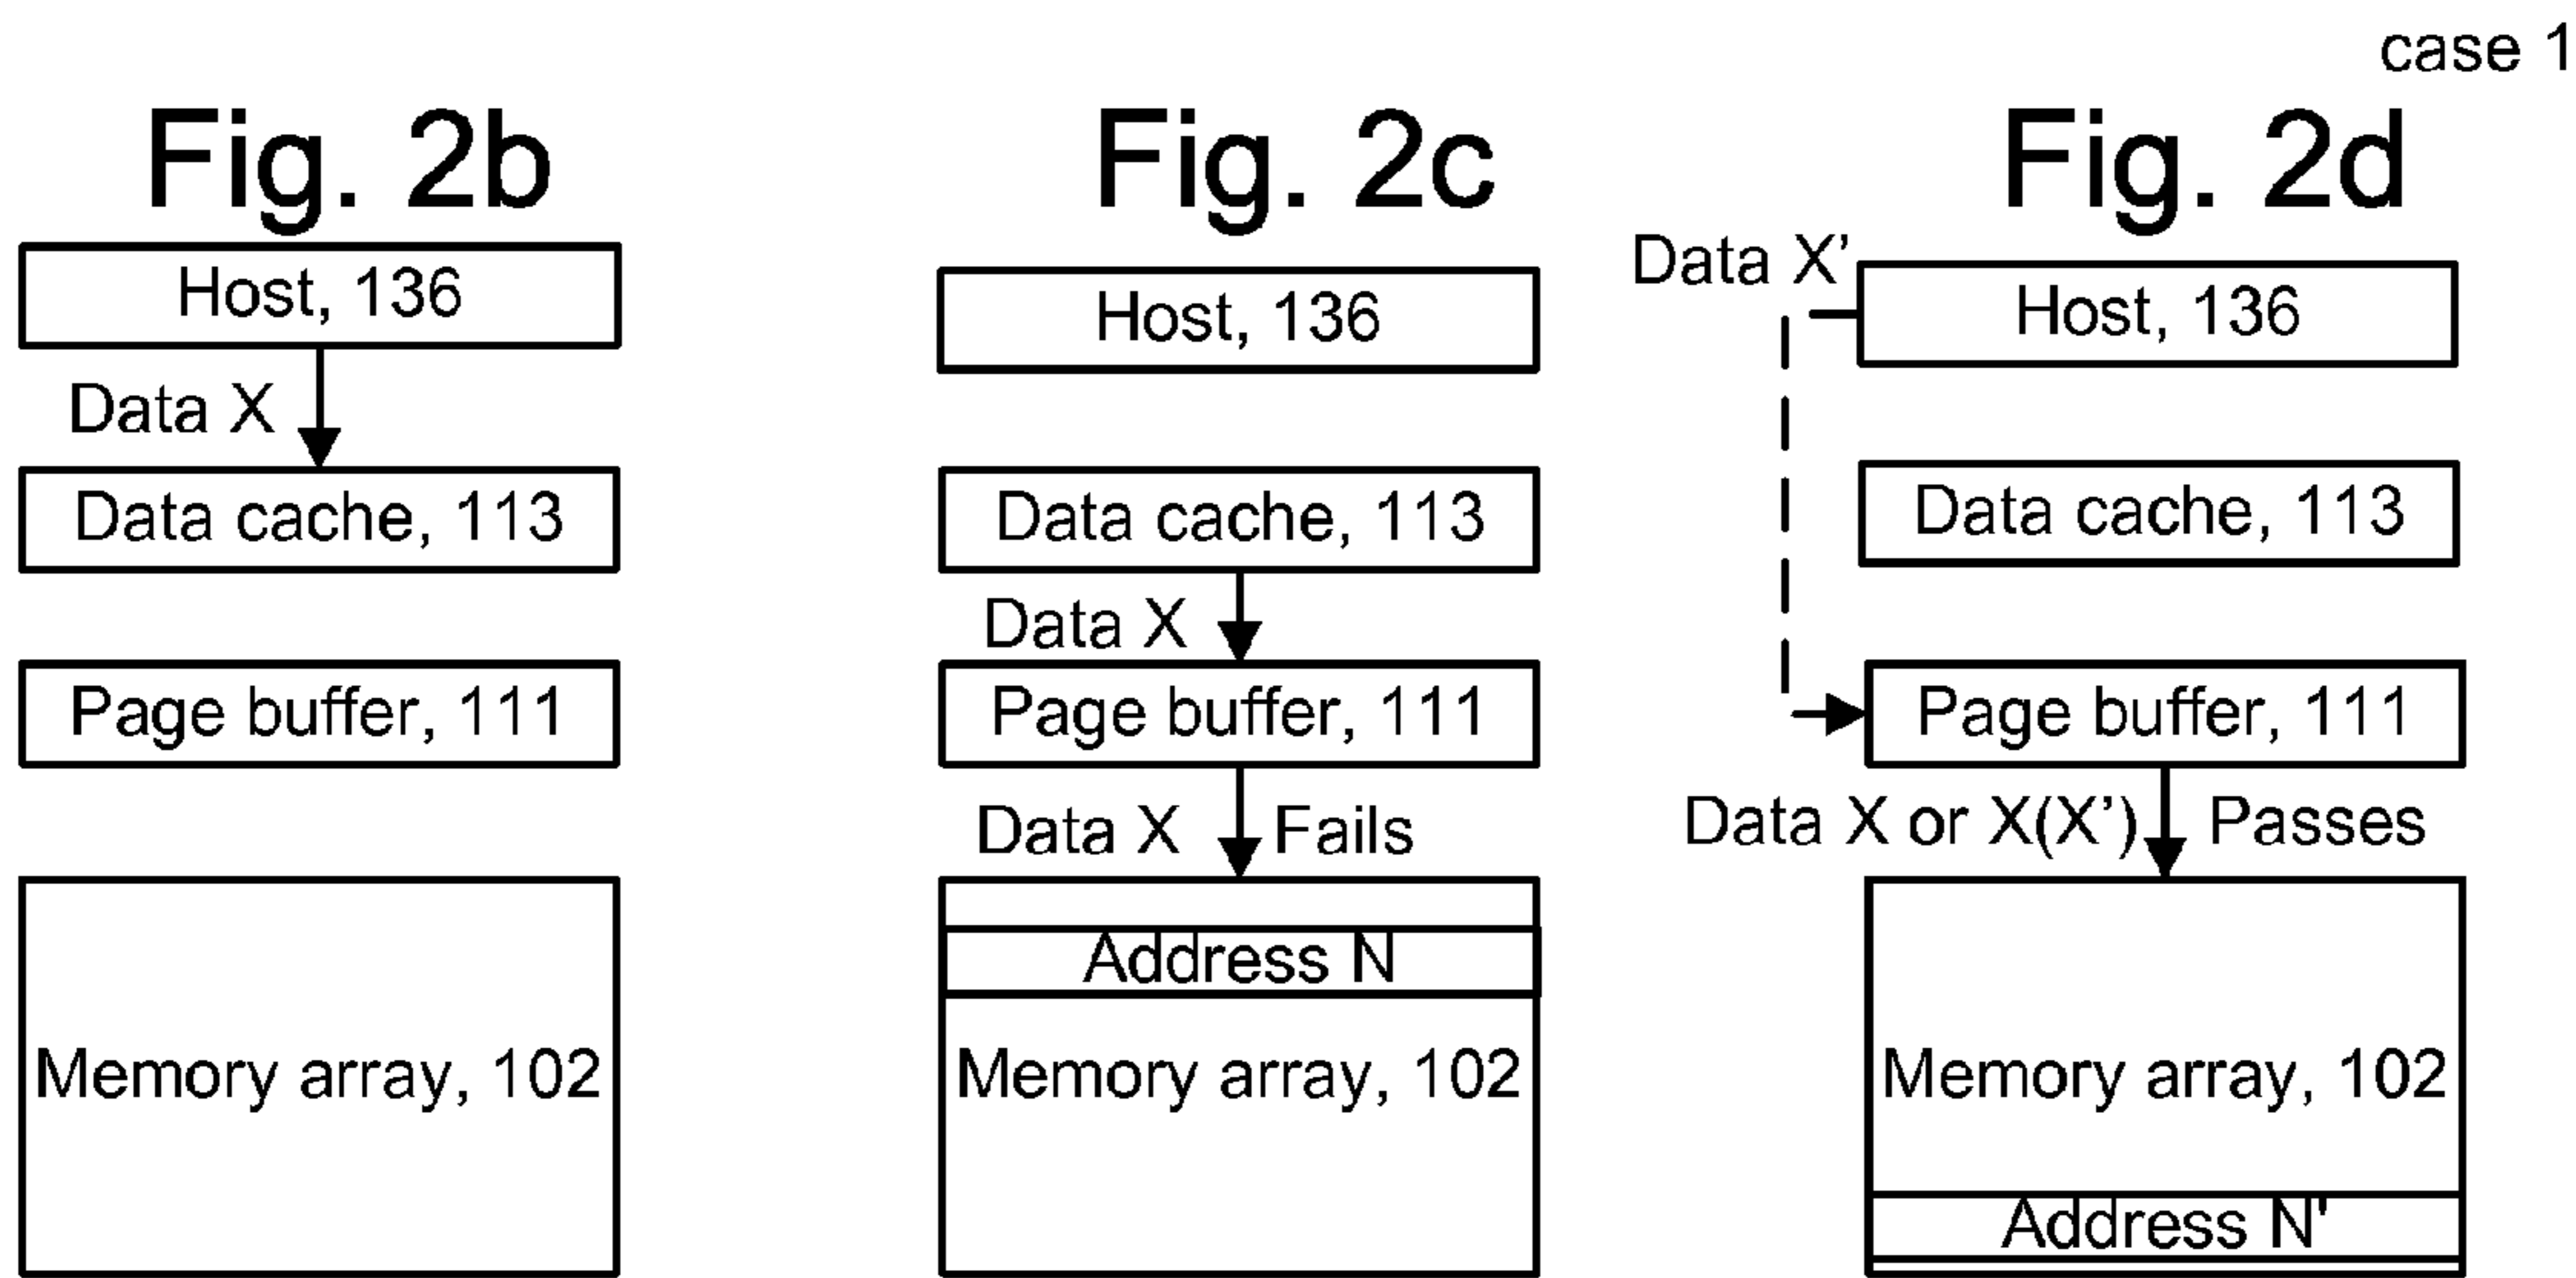 case 1
Fig. 2b
Host, 136
Data X
Data cache, 113
Page buffer, 111
Memory array, 102
Fig. 2c
Host, 136
Data cache, 113
Data X
Page buffer, 111
Data X Fails
Address N
Memory array, 102
Fig. 2d
Data X’
Host, 136
Data cache, 113
Page buffer, 111
Data X or X(X’) Passes
Memory array, 102
Address N'